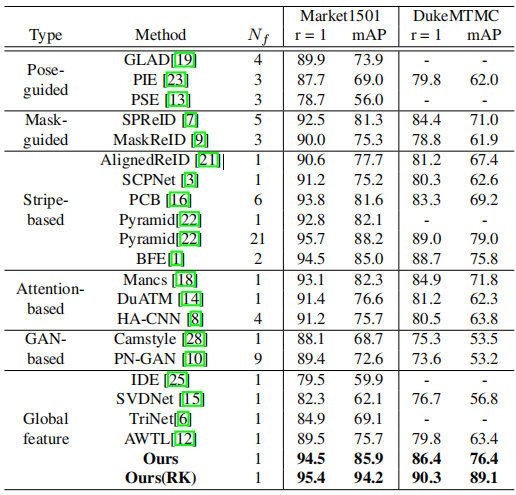 Type Method Nf Market1501 DukeMTMC
r = 1 mAP r = 1 mAP
Pose-guided
GLAD[19] 4 89.9 73.9 - -
PIE [23] 3 87.7 69.0 79.8 62.0
PSE [13] 3 78.7 56.0
Mask-guided
SPReID [7] 5 92.5 81.3 84.4 71.0
MaskReID [9] 3 90.0 75.3 78.8 61.9
Stripe-based
AlignedReID [21] 1 90.6 77.7 81.2 67.4
SCPNet [3] 1 91.2 75.2 80.3 62.6
PCB [16] 6 93.8 81.6 83.3 69.2
Pyramid[22] 1 92.8 82.1 - -
Pyramid[22] 21 95.7 88.2 89.0 79.0
BFE[1] 2 94.5 85.0 88.7 75.8
Attention-based
Mancs [18] 1 93.1 82.3 84.9 71.8
DuATM [14] 1 91.4 76.6 81.2 62.3
HA-CNN [8] 4 91.2 75.7 80.5 63.8
GAN-based
Camstyle [28] 1 88.1 68.7 75.3 53.5
PN-GAN [10] 9 89.4 72.6 73.6 53.2
Global feature
IDE [25] 1 79.5 59.9 - -
SVDNet [15] 1 82.3 62.1 76.7 56.8
TriNet[6] 1 84.9 69.1 - -
AWTL[12] 1 89.5 75.7 79.8 63.4
Ours 1 94.5 85.9 86.4 76.4
Ours(RK) 1 95.4 94.2 90.3 89.1